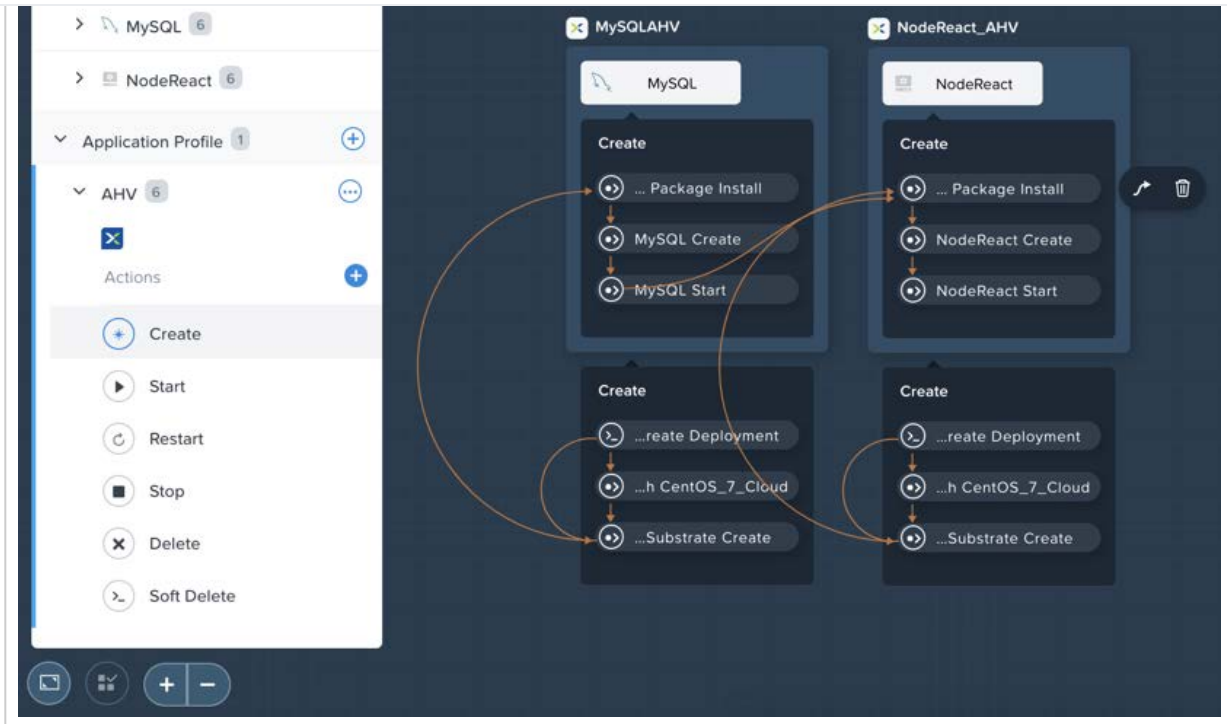 MySQL 6
NodeReact 6
Application Profile 1
AHV 6
Actions
Create
Start
Restart
Stop
Delete
Soft Delete
MySQLAHV
MySQL
Create
... Package Install
MySQL Create
MySQL Start
Create
...reate Deployment
...h CentOS_7_Cloud
...Substrate Create
NodeReact_AHV
NodeReact
Create
... Package Install
NodeReact Create
NodeReact Start
Create
...reate Deployment
...h CentOS_7_Cloud
...Substrate Create